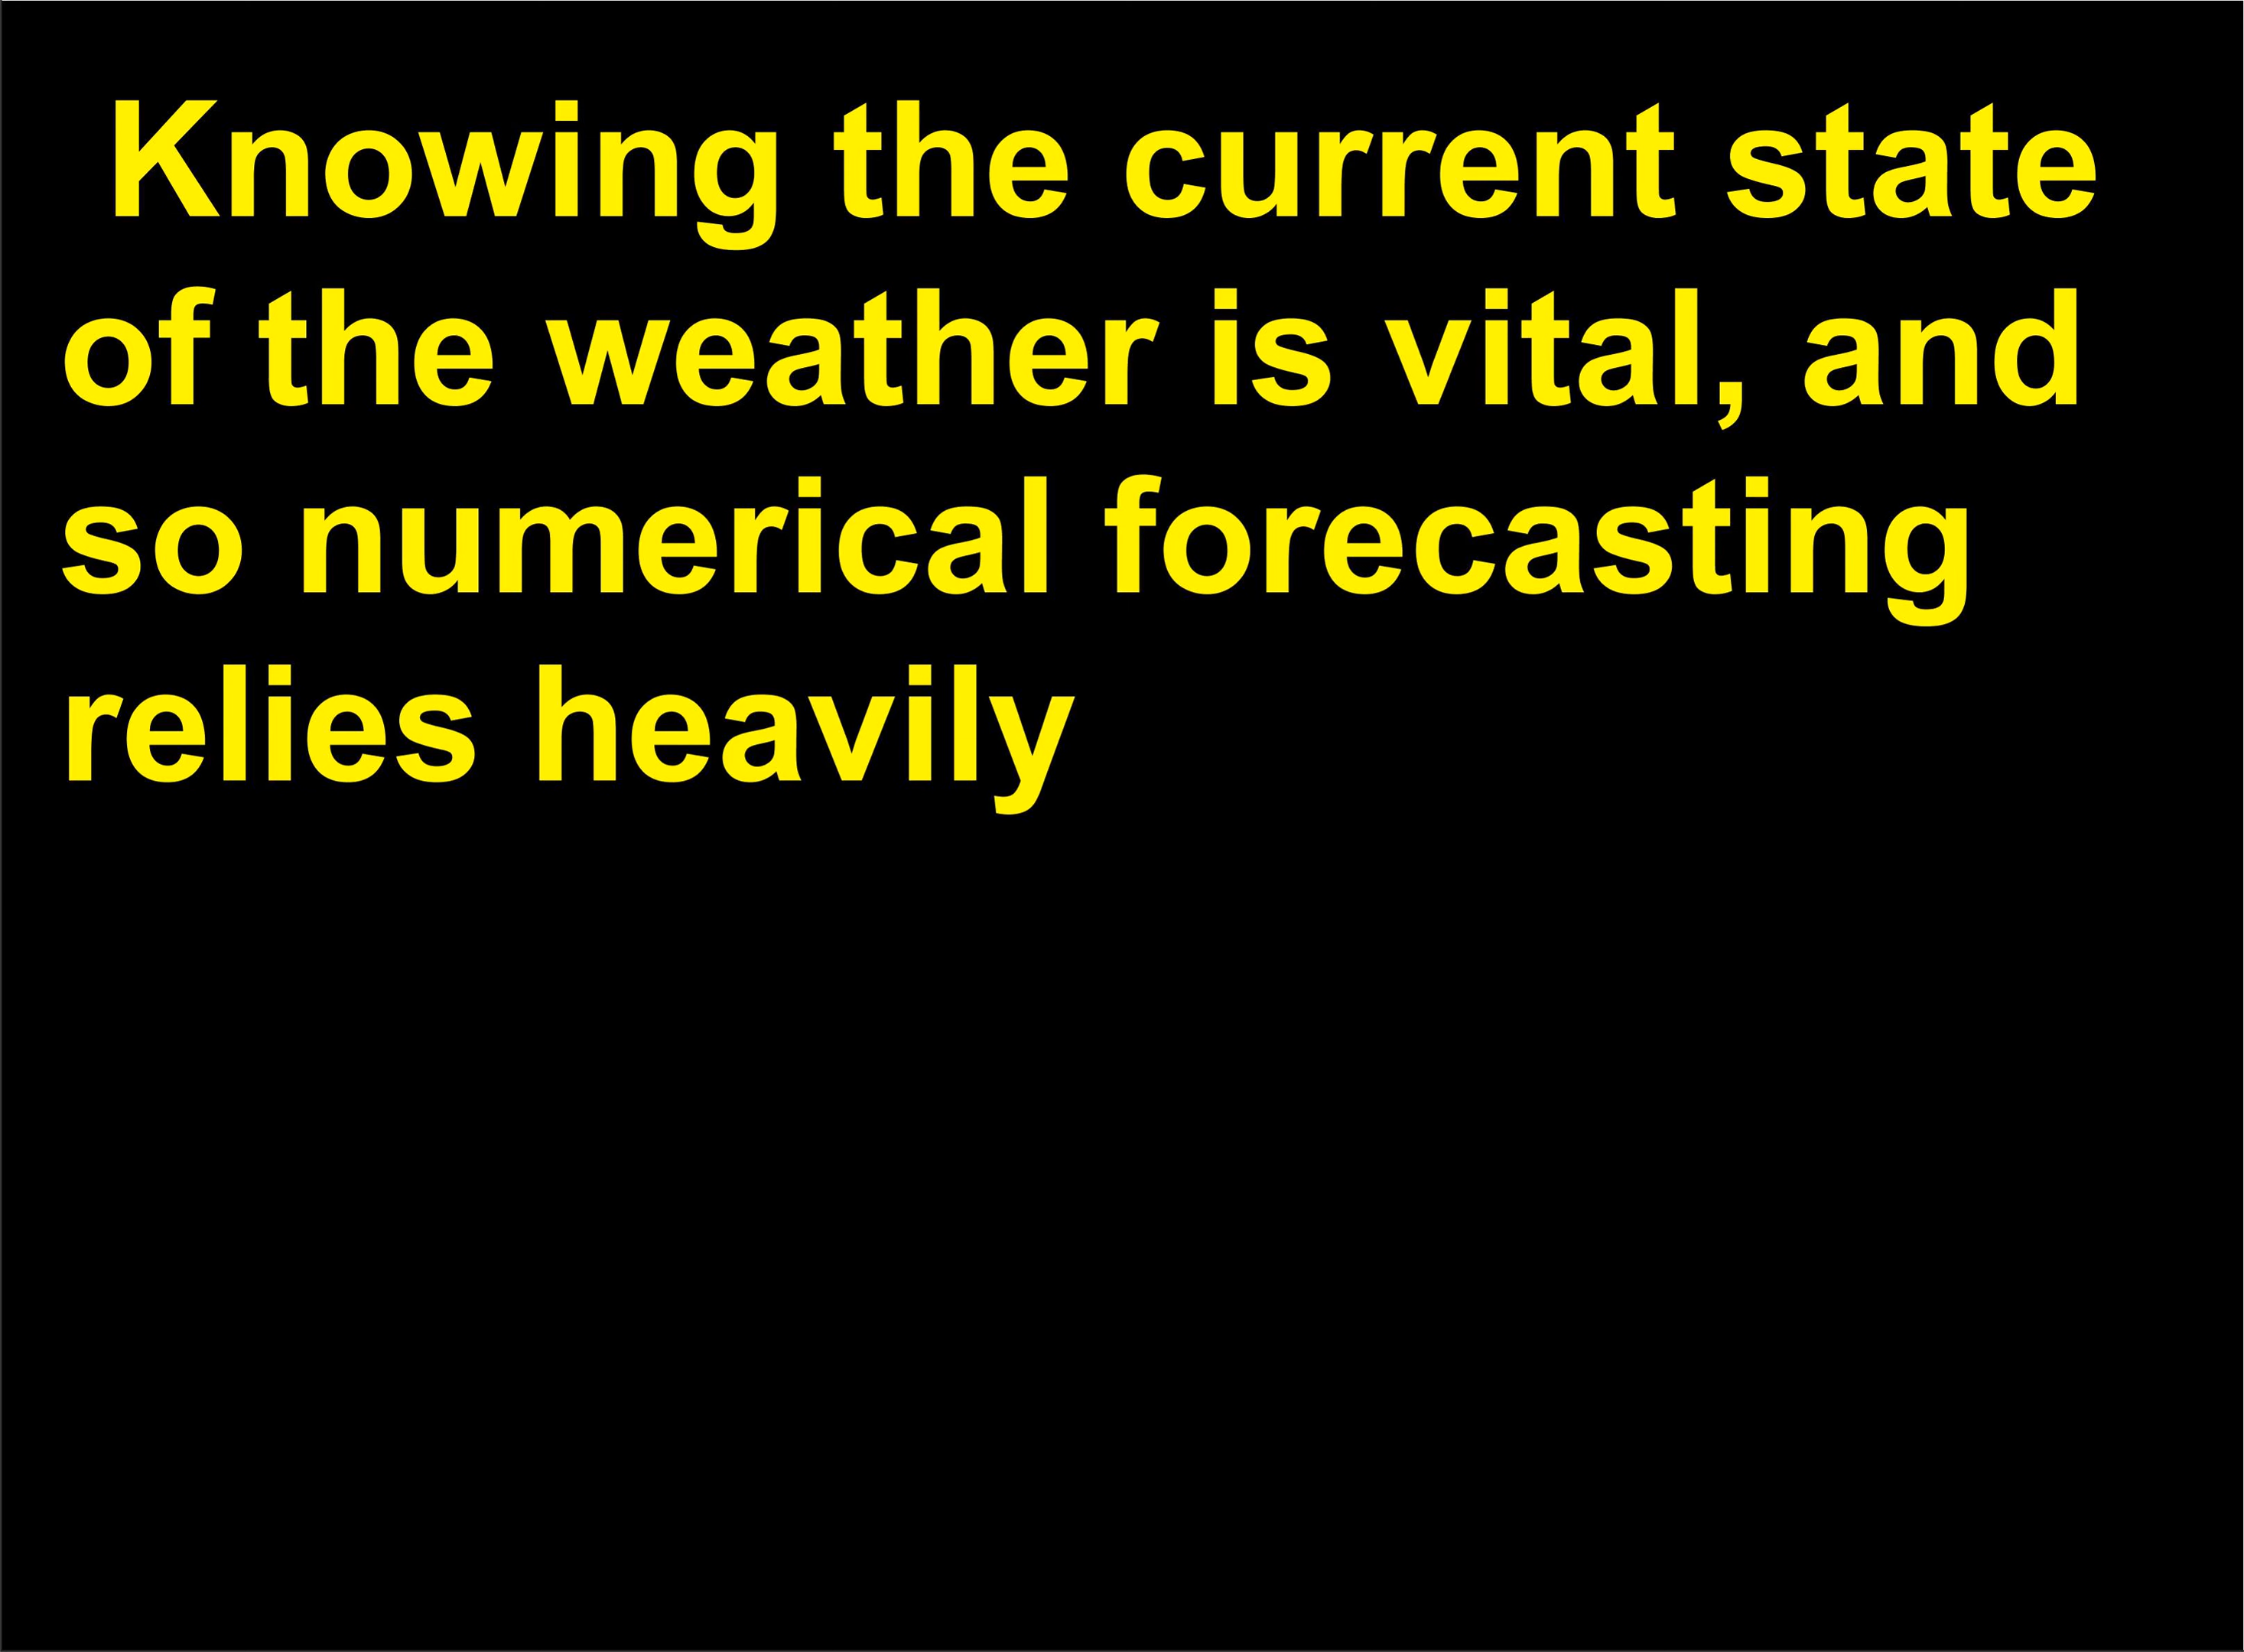 Knowing the current state
of the weather is vital, and
so numerical forecasting
relies heavily